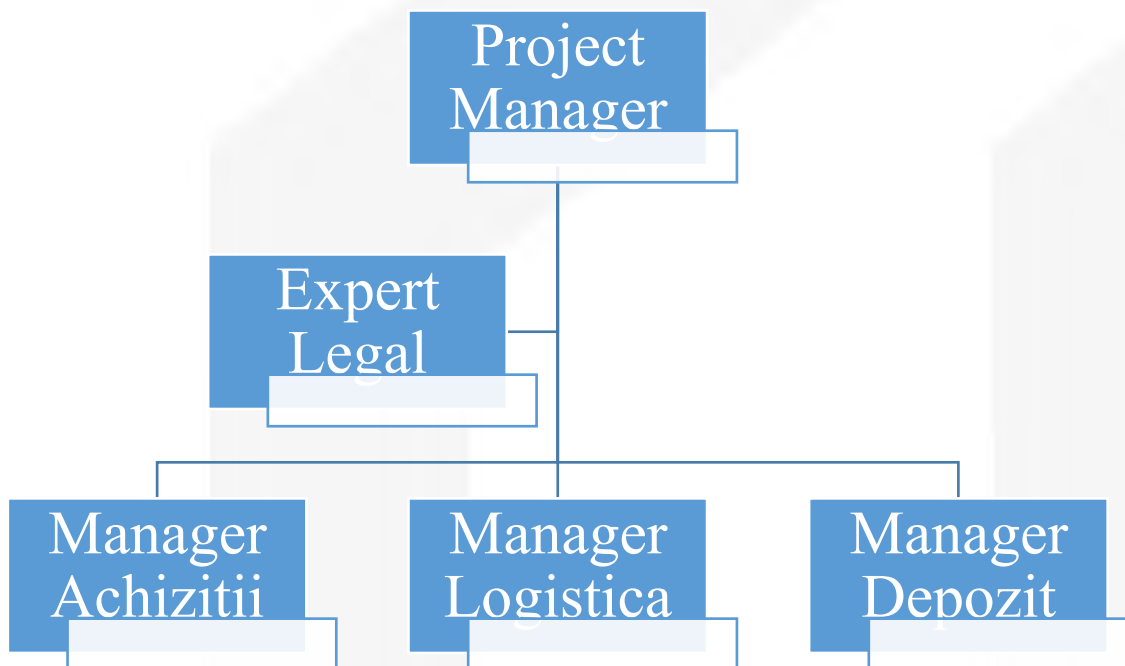 Project
Manager
Expert
Legal
Manager
Achizitii
Manager
Logistica
Manager
Depozit